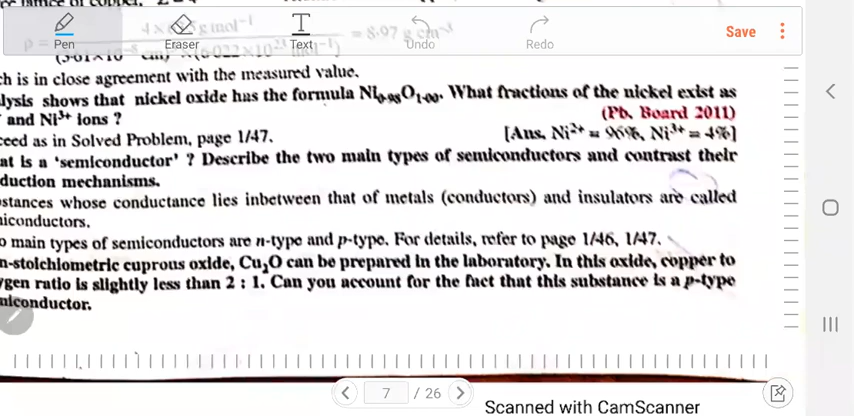 Pen
Eraser
Text
Undo
Redo
Save
= 8·97 g cm⁻³
ch is in close agreement with the measured value.
lysis shows that nickel oxide has the formula Ni₀.₉₈O₁.₀₀. What fractions of the nickel exist as
and Ni³⁺ ions ?
(Pb. Board 2011)
eed as in Solved Problem, page 1/47.
[Ans. Ni²⁺ = 96%, Ni³⁺ = 4%]
at is a 'semiconductor' ? Describe the two main types of semiconductors and contrast their
duction mechanisms.
stances whose conductance lies inbetween that of metals (conductors) and insulators are called
iconductors.
o main types of semiconductors are n-type and p-type. For details, refer to page 1/46, 1/47.
n-stoichiometric cuprous oxide, Cu₂O can be prepared in the laboratory. In this oxide, copper to
gen ratio is slightly less than 2 : 1. Can you account for the fact that this substance is a p-type
niconductor.
7 / 26
Scanned with CamScanner